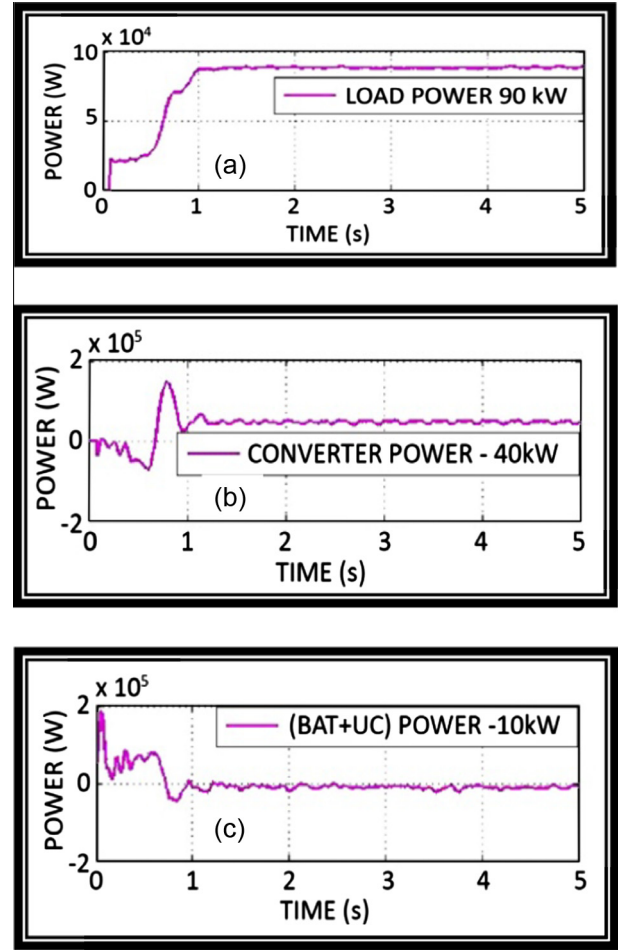 x 10⁴
10
5
0
POWER (W)
LOAD POWER 90 kW
(a)
0 1 2 3 4 5
TIME (s)
x 10⁵
2
0
-2
POWER (W)
CONVERTER POWER - 40kW
(b)
0 1 2 3 4 5
TIME (s)
x 10⁵
2
0
-2
POWER (W)
(BAT+UC) POWER -10kW
(c)
0 1 2 3 4 5
TIME (s)